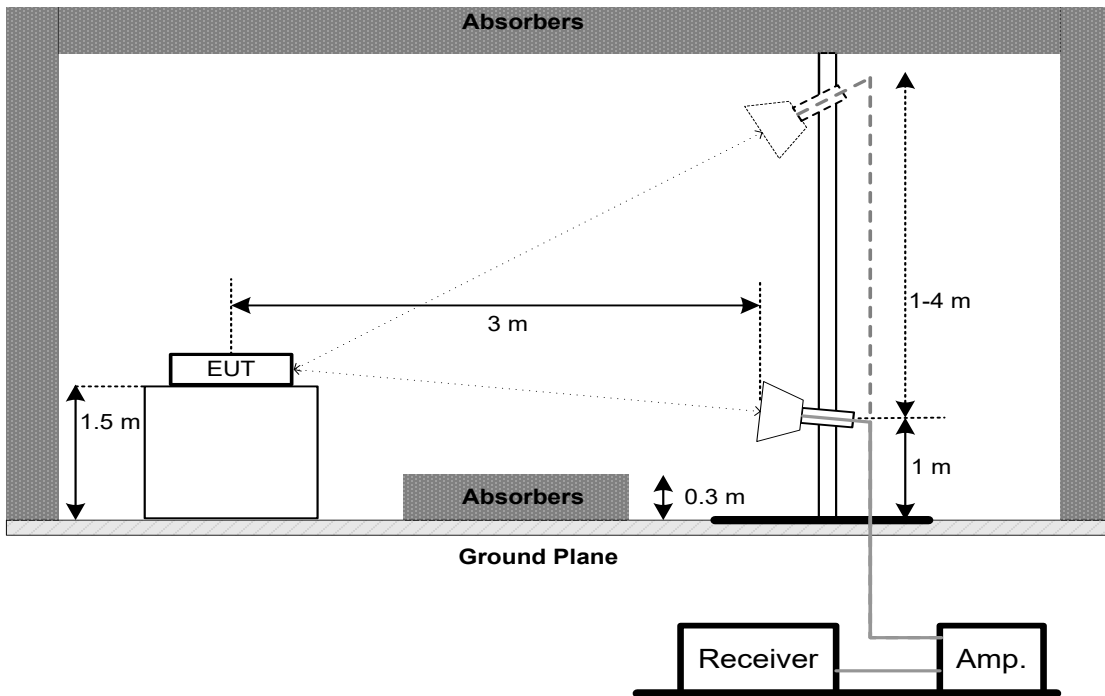 Absorbers
1-4 m
3 m
EUT
1.5 m
1 m
Absorbers
0.3 m
Ground Plane
Receiver
Amp.